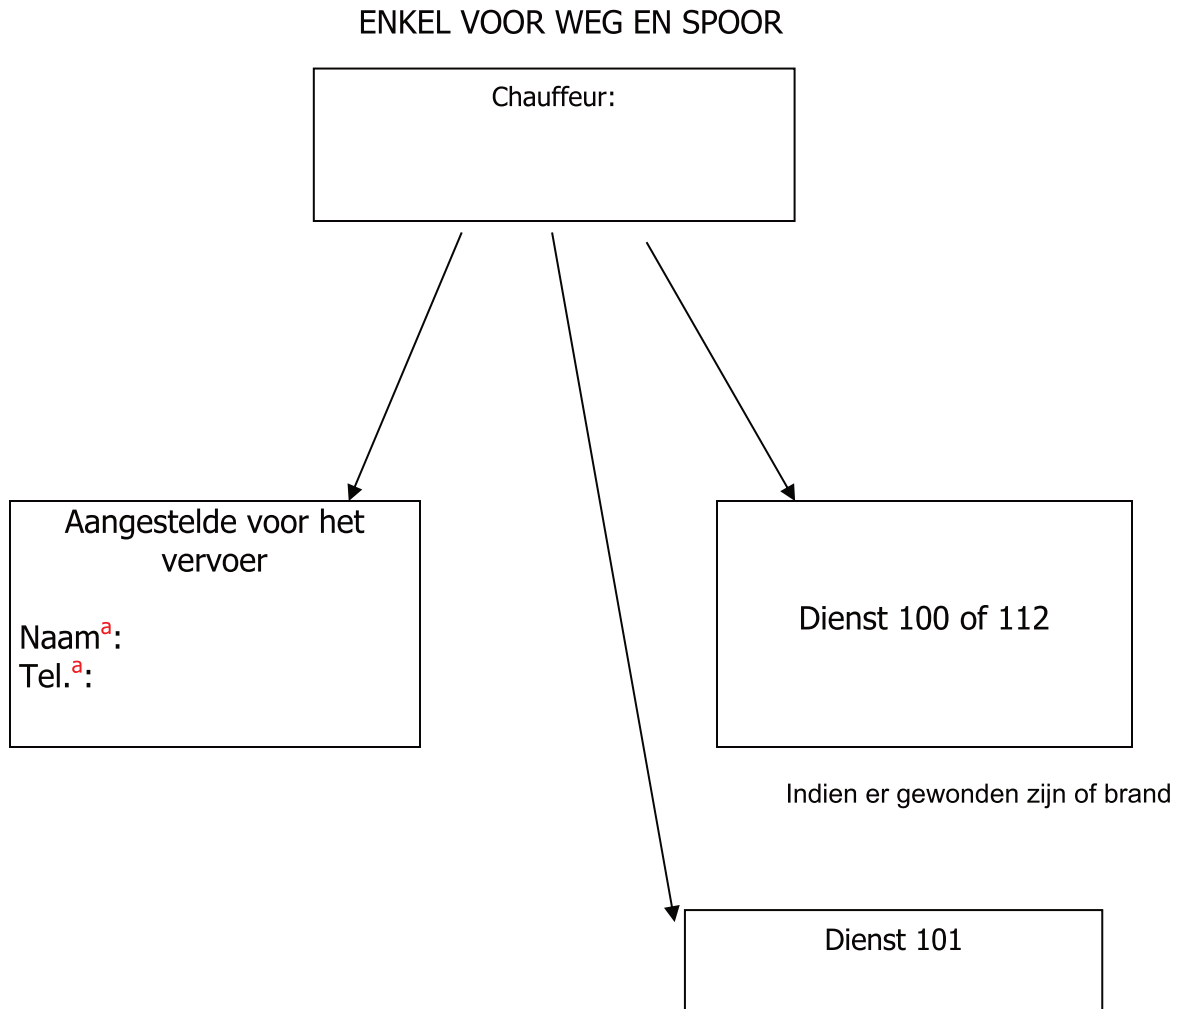 ENKEL VOOR WEG EN SPOOR
Chauffeur:
Aangestelde voor het
vervoer
Naamᵃ:
Tel.ᵃ:
Dienst 100 of 112
Indien er gewonden zijn of brand
Dienst 101